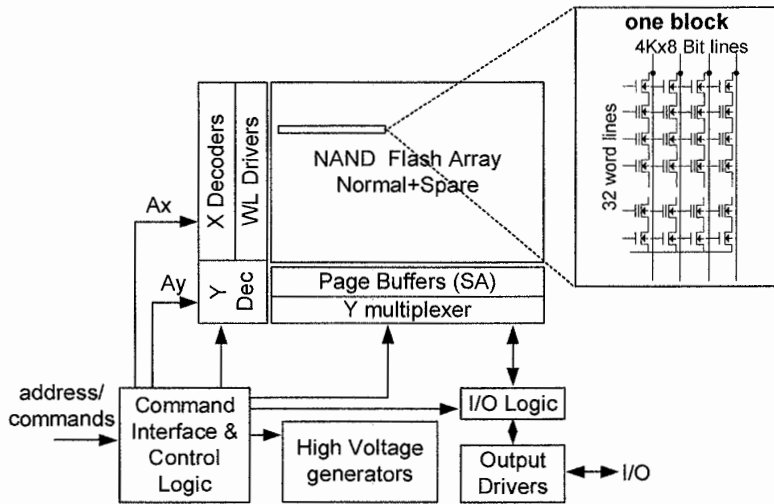 one block
4Kx8 Bit lines
32 word lines
X Decoders
WL Drivers
NAND Flash Array
Normal+Spare
Ax
Ay
Y
Dec
Page Buffers (SA)
Y multiplexer
address/
commands
Command
Interface &
Control
Logic
High Voltage
generators
I/O Logic
Output
Drivers
I/O